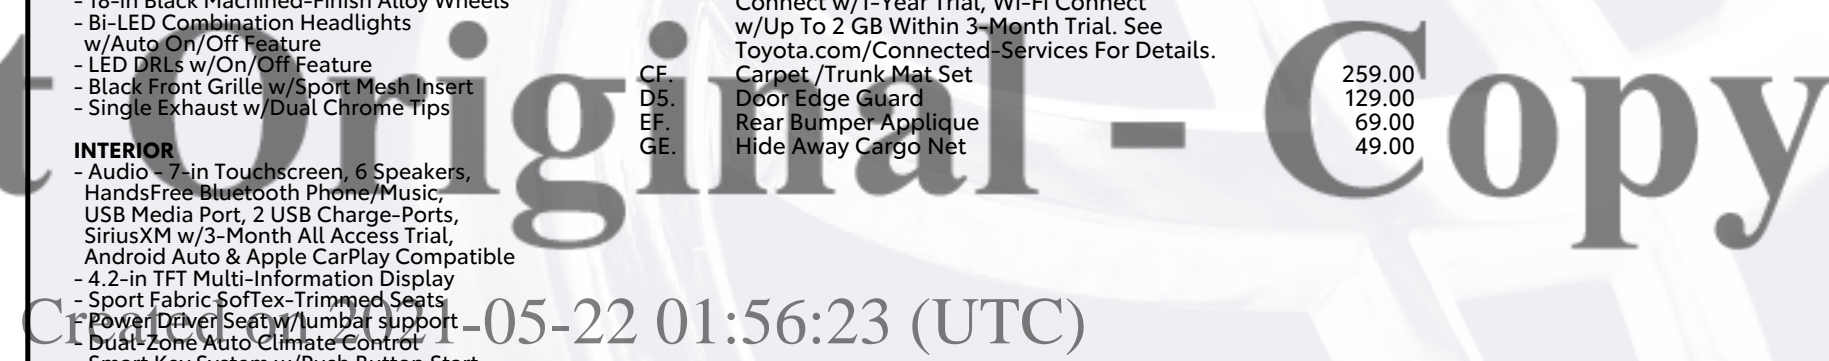 - 18-in Black Machined-Finish Alloy Wheels
- Bi-LED Combination Headlights
w/Auto On/Off Feature
- LED DRLs w/On/Off Feature
- Black Front Grille w/Sport Mesh Insert
- Single Exhaust w/Dual Chrome Tips
INTERIOR
- Audio - 7-in Touchscreen, 6 Speakers,
HandsFree Bluetooth Phone/Music,
USB Media Port, 2 USB Charge-Ports,
SiriusXM w/3-Month All Access Trial,
Android Auto & Apple CarPlay Compatible
- 4.2-in TFT Multi-Information Display
- Sport Fabric SofTex-Trimmed Seats
- Power Driver Seat w/lumbar support
- Dual-Zone Auto Climate Control
- Smart Key System w/Push Button Start
Connect w/1-Year Trial, Wi-Fi Connect
w/Up To 2 GB Within 3-Month Trial. See
Toyota.com/Connected-Services For Details.
CF. Carpet /Trunk Mat Set 259.00
D5. Door Edge Guard 129.00
EF. Rear Bumper Applique 69.00
GE. Hide Away Cargo Net 49.00
t Original - Copy
Created on 2021-05-22 01:56:23 (UTC)